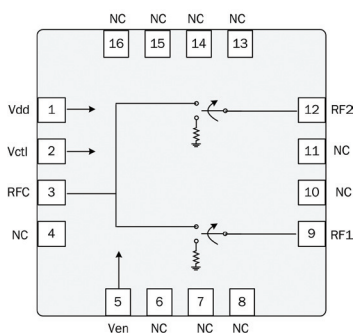 NC NC NC NC
16 15 14 13
Vdd 1 12 RF2
Vctl 2 11 NC
RFC 3 10 NC
NC 4 9 RF1
5 6 7 8
Ven NC NC NC